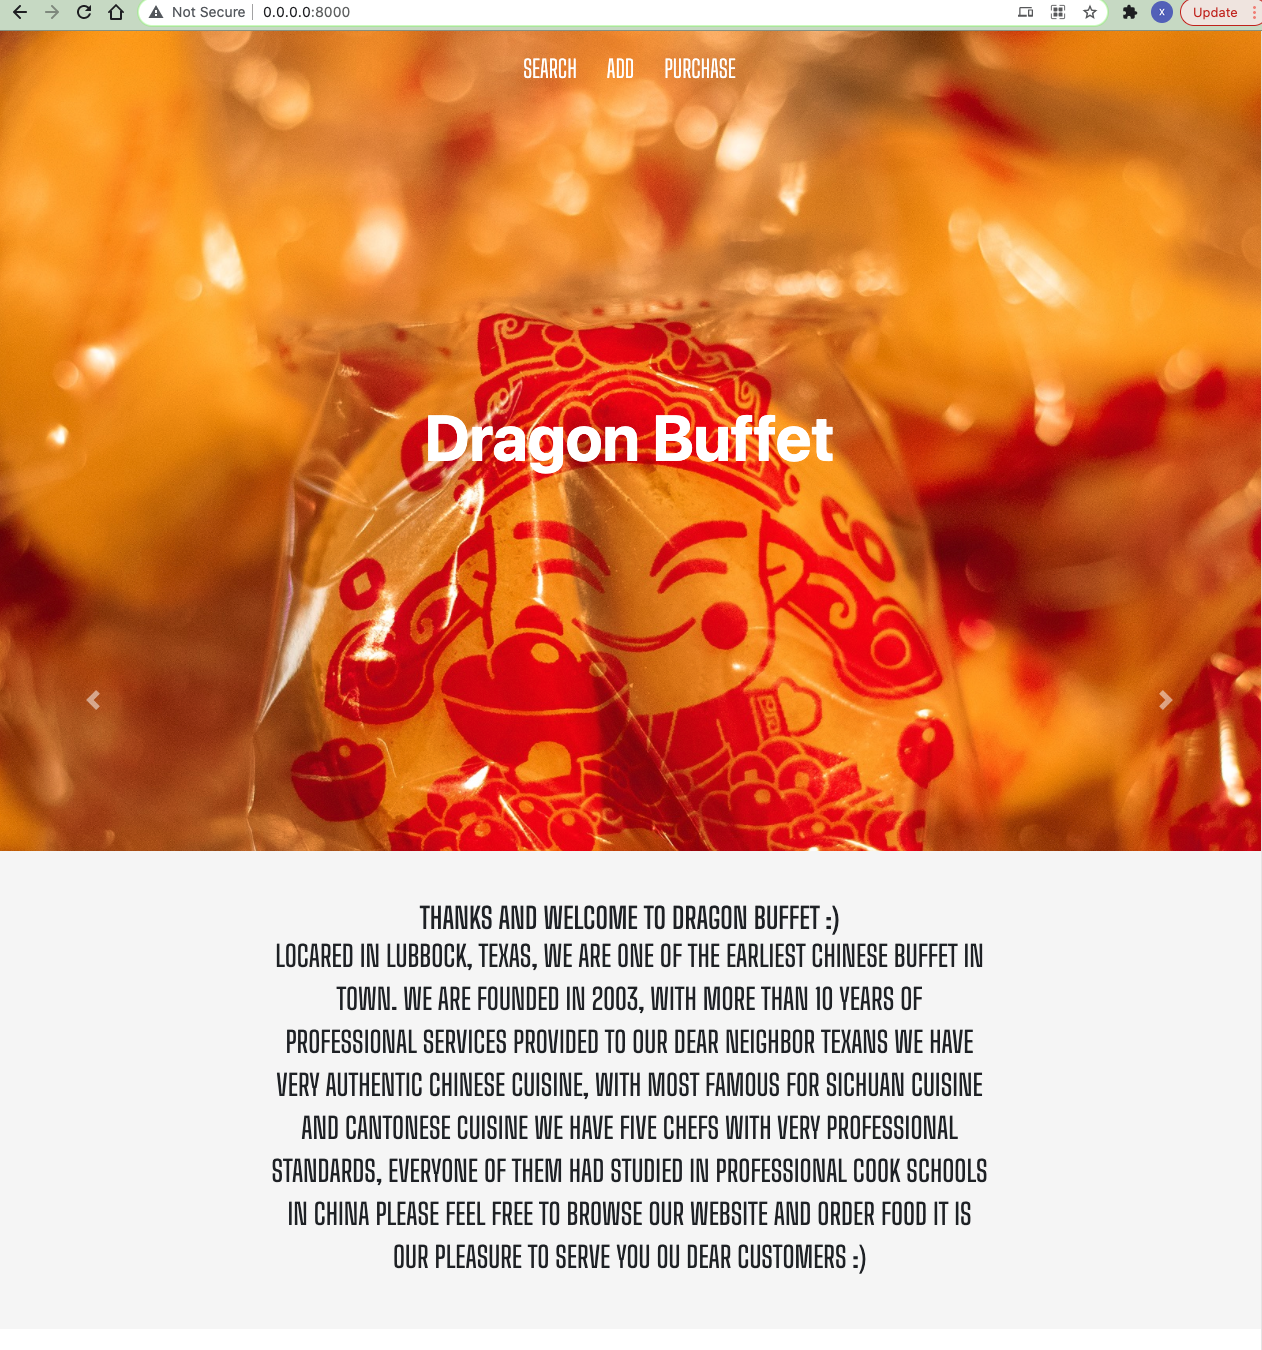 Not Secure | 0.0.0.0:8000
X
Update
SEARCH ADD PURCHASE
Dragon Buffet
THANKS AND WELCOME TO DRAGON BUFFET :)
LOCARED IN LUBBOCK, TEXAS, WE ARE ONE OF THE EARLIEST CHINESE BUFFET IN
TOWN. WE ARE FOUNDED IN 2003, WITH MORE THAN 10 YEARS OF
PROFESSIONAL SERVICES PROVIDED TO OUR DEAR NEIGHBOR TEXANS WE HAVE
VERY AUTHENTIC CHINESE CUISINE, WITH MOST FAMOUS FOR SICHUAN CUISINE
AND CANTONESE CUISINE WE HAVE FIVE CHEFS WITH VERY PROFESSIONAL
STANDARDS, EVERYONE OF THEM HAD STUDIED IN PROFESSIONAL COOK SCHOOLS
IN CHINA PLEASE FEEL FREE TO BROWSE OUR WEBSITE AND ORDER FOOD IT IS
OUR PLEASURE TO SERVE YOU OU DEAR CUSTOMERS :)